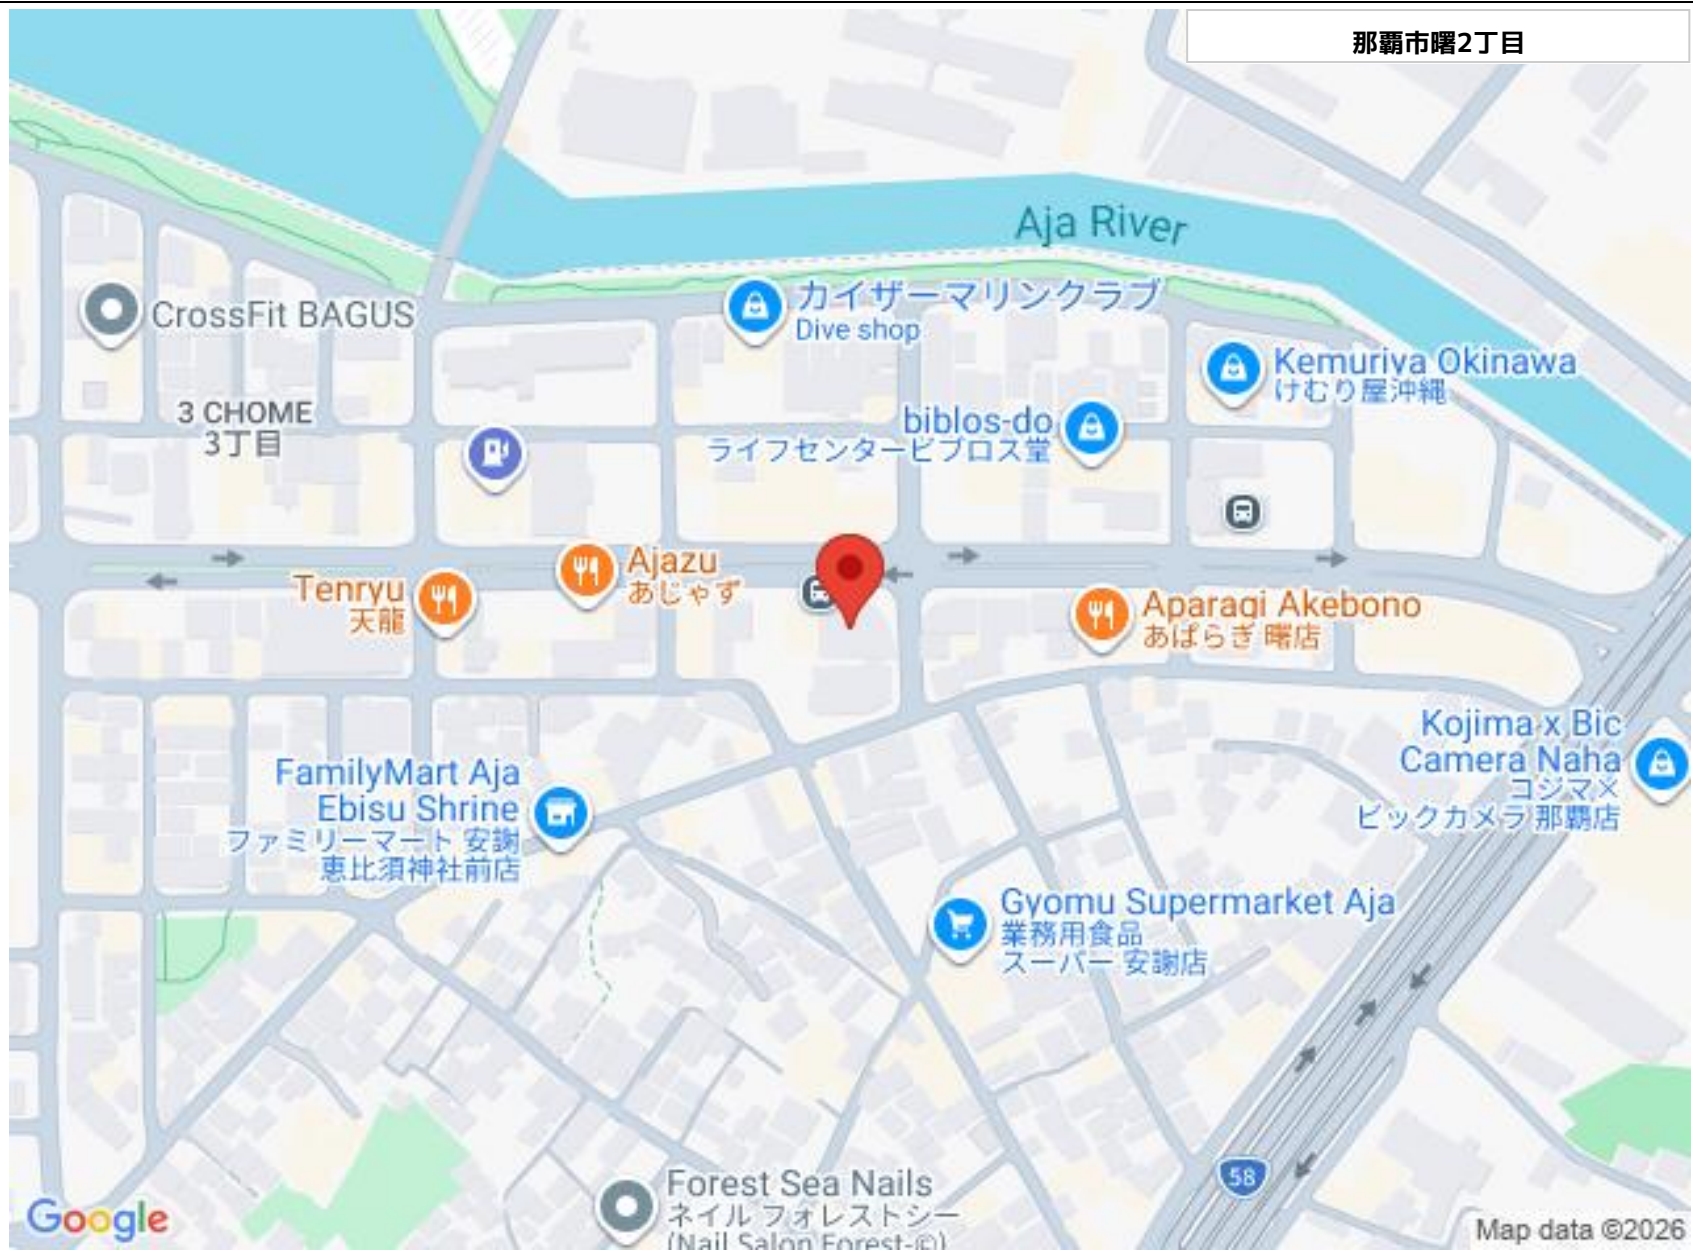 那覇市曙2丁目
Aja River
カイザーマリンクラブ
Dive shop
CrossFit BAGUS
Kemuriya Okinawa
けむり屋沖縄
3 CHOME
3丁目
biblos-do
ライフセンタービブロス堂
Ajazu
あじゃず
Tenryu
天龍
Aparagi Akebono
あぱらぎ 曙店
Kojima x Bic
Camera Naha
コジマ×
ビックカメラ 那覇店
FamilyMart Aja
Ebisu Shrine
ファミリーマート 安謝
恵比須神社前店
Gyomu Supermarket Aja
業務用食品
スーパー 安謝店
58
Forest Sea Nails
ネイル フォレストシー
(Nail Salon Forest-©)
Google
Map data ©2026